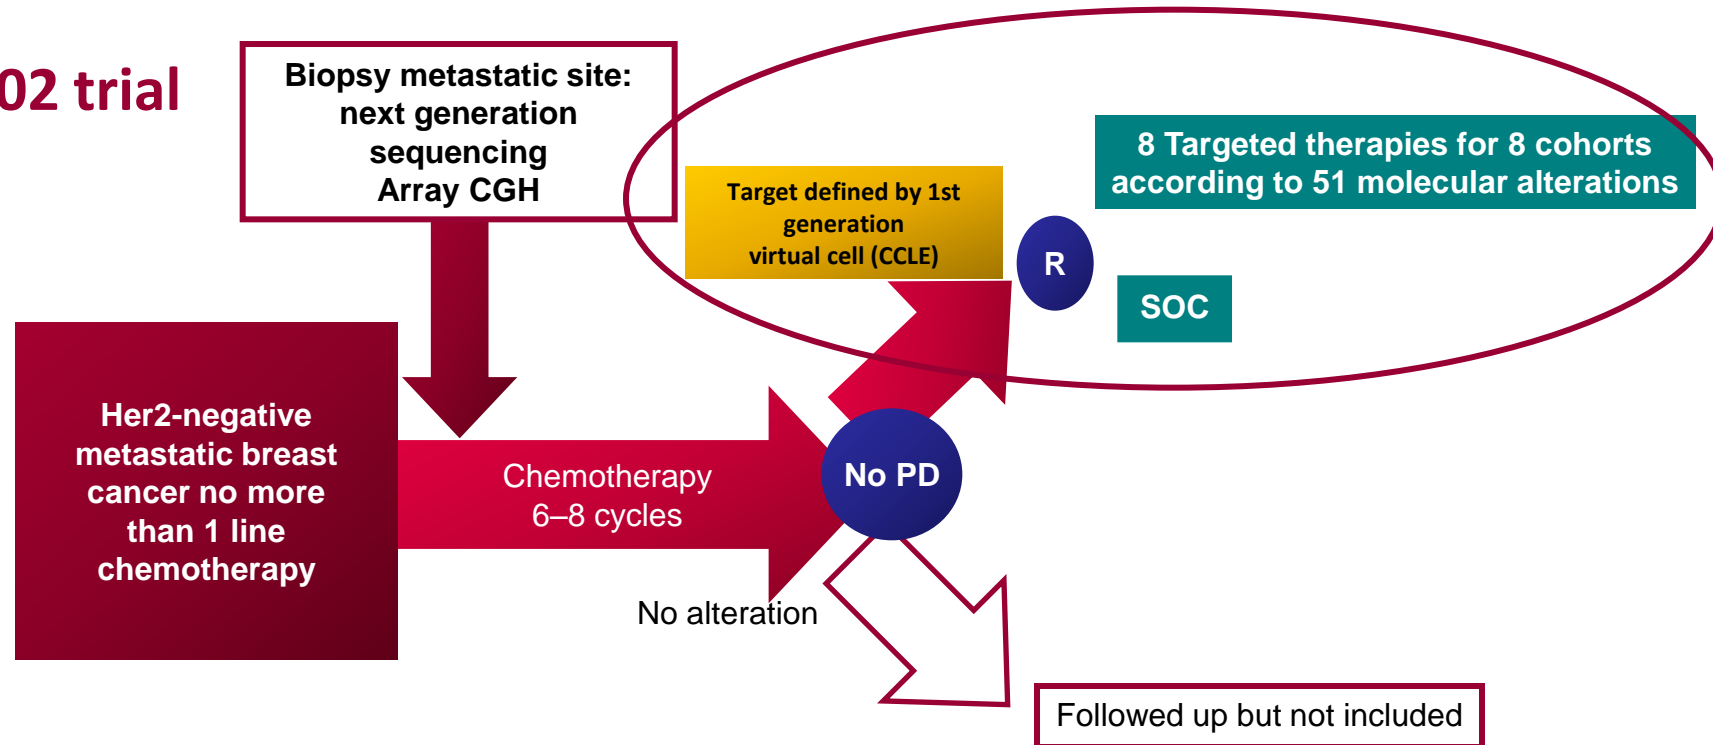 02 trial
Biopsy metastatic site:
next generation
sequencing
Array CGH
8 Targeted therapies for 8 cohorts
according to 51 molecular alterations
Target defined by 1st
generation
virtual cell (CCLE)
R
SOC
Her2-negative
metastatic breast
cancer no more
than 1 line
chemotherapy
Chemotherapy
6–8 cycles
No PD
No alteration
Followed up but not included